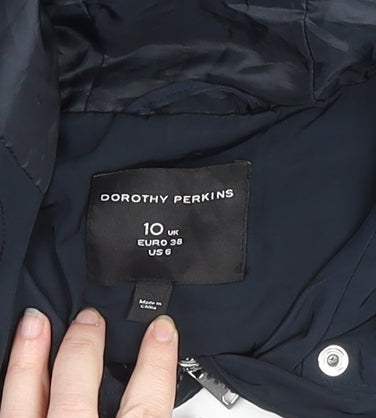 DOROTHY PERKINS
10 UK
EURO 38
US 6
Made in
China